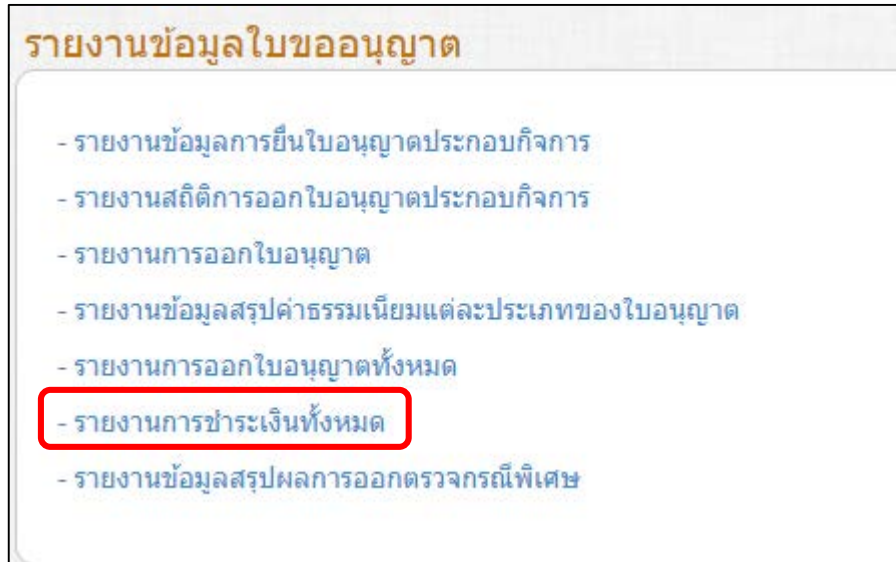 รายงานข้อมูลใบขออนุญาต
- รายงานข้อมูลการยื่นใบอนุญาตประกอบกิจการ
- รายงานสถิติการออกใบอนุญาตประกอบกิจการ
- รายงานการออกใบอนุญาต
- รายงานข้อมูลสรุปค่าธรรมเนียมแต่ละประเภทของใบอนุญาต
- รายงานการออกใบอนุญาตทั้งหมด
- รายงานการชำระเงินทั้งหมด
- รายงานข้อมูลสรุปผลการออกตรวจกรณีพิเศษ